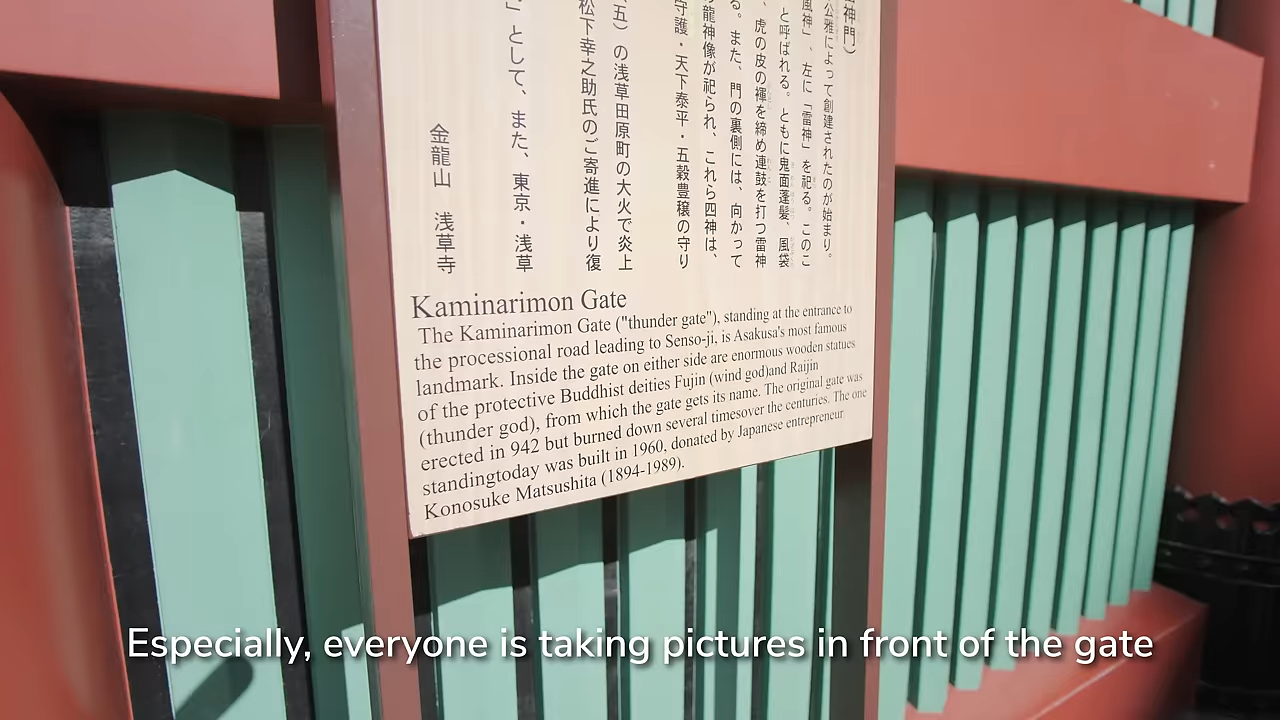 雷神門）
公雅によって創建されたのが始まり。
風神」、左に「雷神」を祀る。このこ
と呼ばれる。ともに鬼面蓬髪、風袋
、虎の皮の褌を締め連鼓を打つ雷神
る。また、門の裏側には、向かって
龍神像が祀られ、これら四神は、
守護・天下泰平・五穀豊穣の守り
五）の浅草田原町の大火で炎上
松下幸之助氏のご寄進により復
」として、また、東京・浅草
金龍山 浅草寺
Kaminarimon Gate
The Kaminarimon Gate ("thunder gate"), standing at the entrance to
the processional road leading to Senso-ji, is Asakusa's most famous
landmark. Inside the gate on either side are enormous wooden statues
of the protective Buddhist deities Fujin (wind god)and Raijin
(thunder god), from which the gate gets its name. The original gate was
erected in 942 but burned down several timesover the centuries. The one
standingtoday was built in 1960, donated by Japanese entrepreneur
Konosuke Matsushita (1894-1989).
Especially, everyone is taking pictures in front of the gate